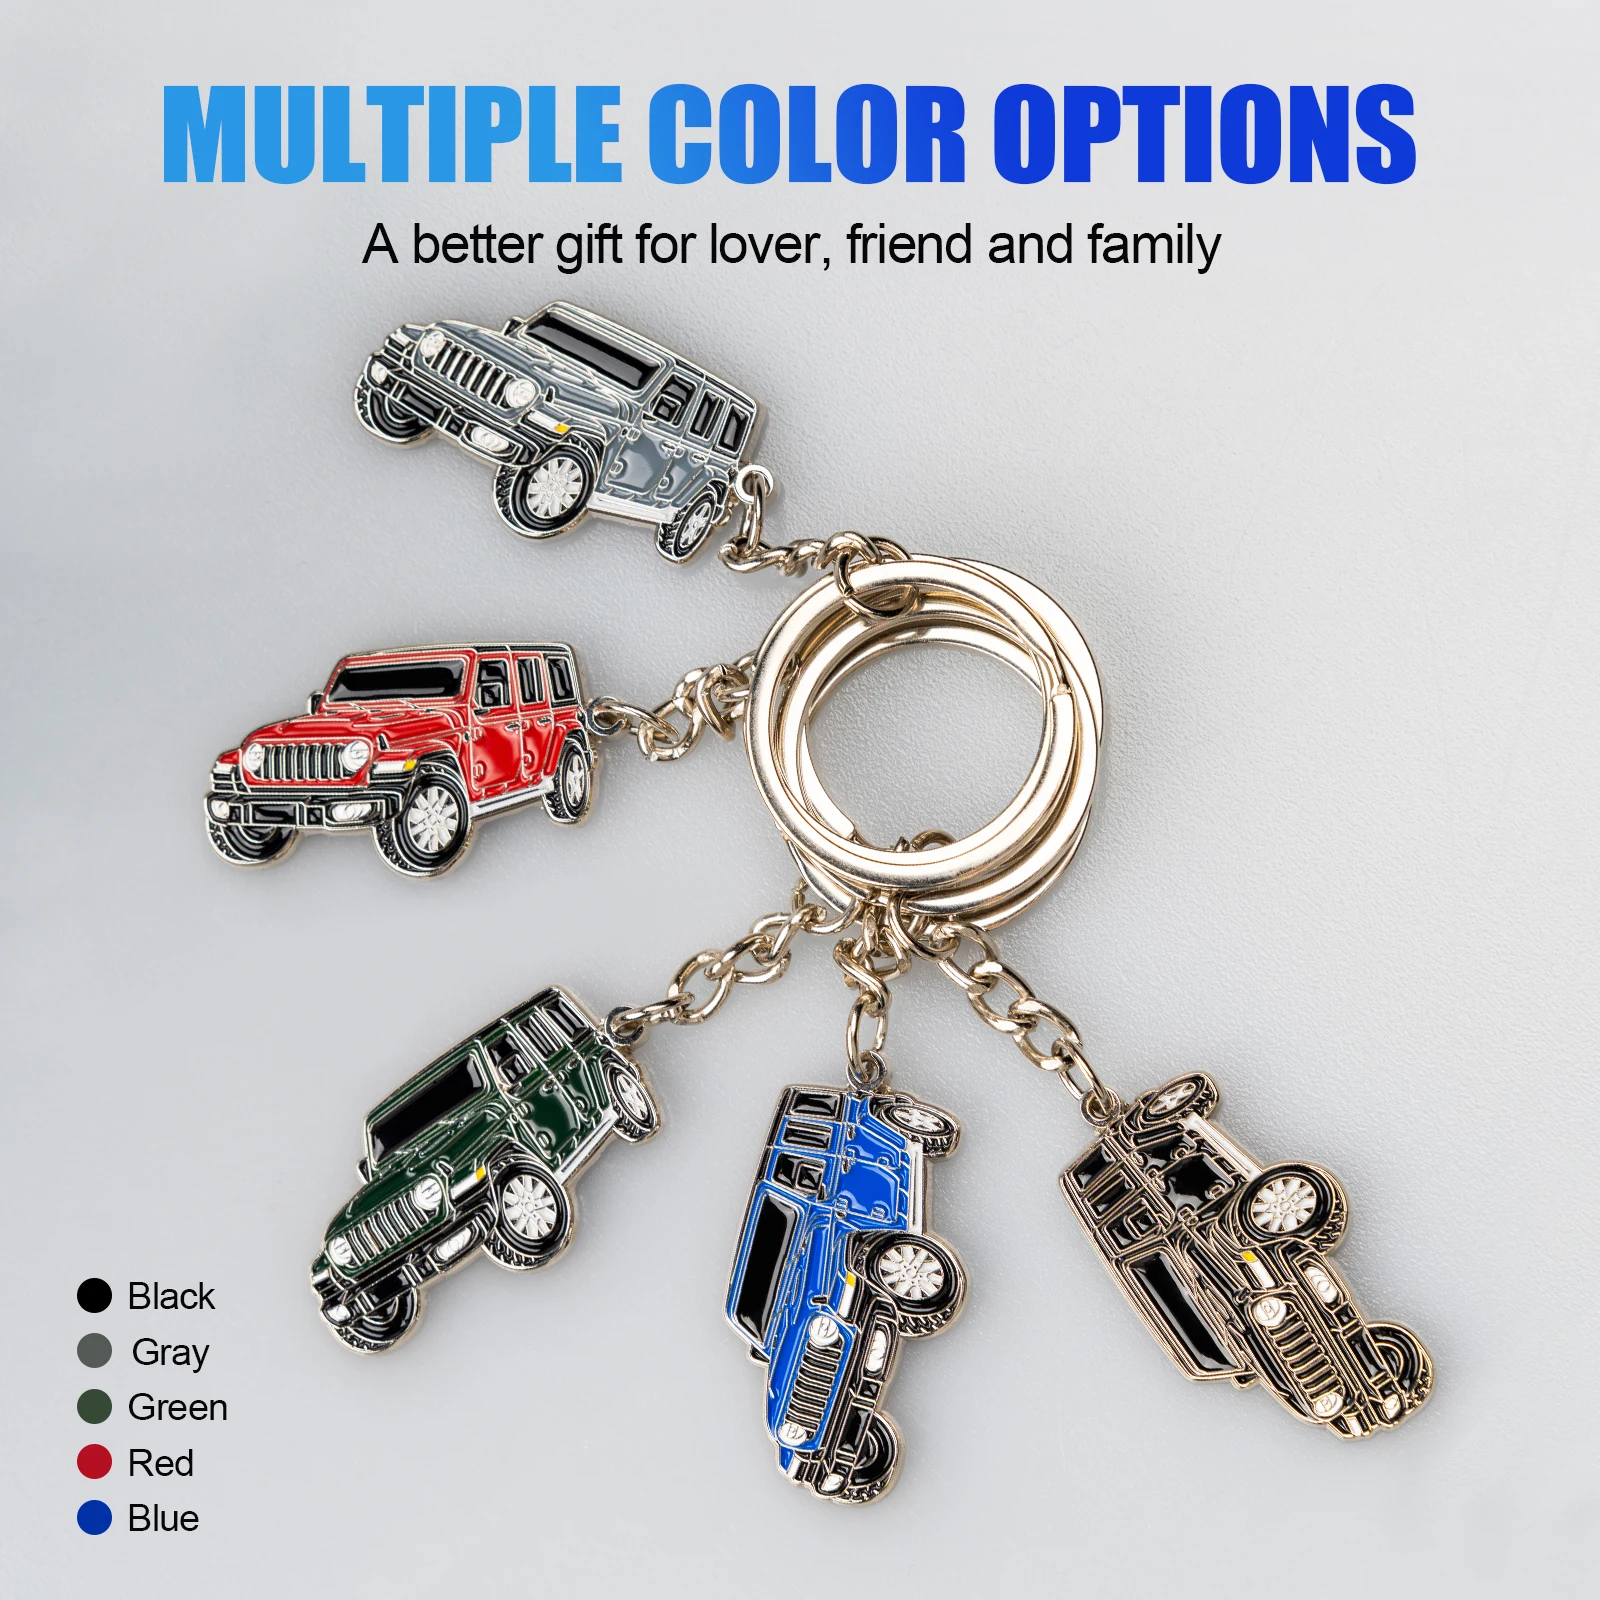 MULTIPLE COLOR OPTIONS
A better gift for lover, friend and family
Black
Gray
Green
Red
Blue